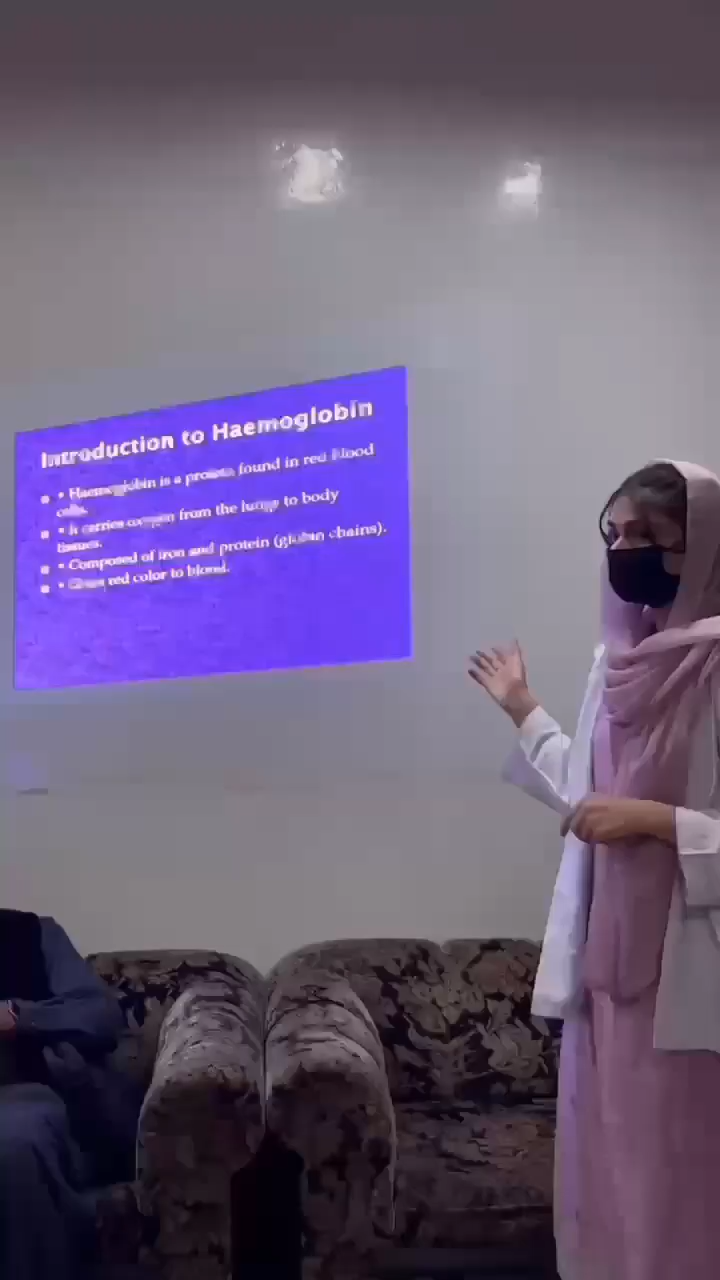 Introduction to Haemoglobin
• Haemoglobin is a protein found in red blood
cells.
• It carries oxygen from the lungs to body
tissues.
• Composed of iron and protein (globin chains).
• Gives red color to blood.